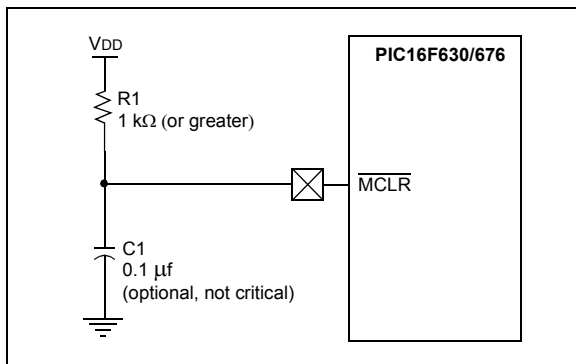 VDD
PIC16F630/676
R1
1 kΩ (or greater)
MCLR
C1
0.1 μf
(optional, not critical)